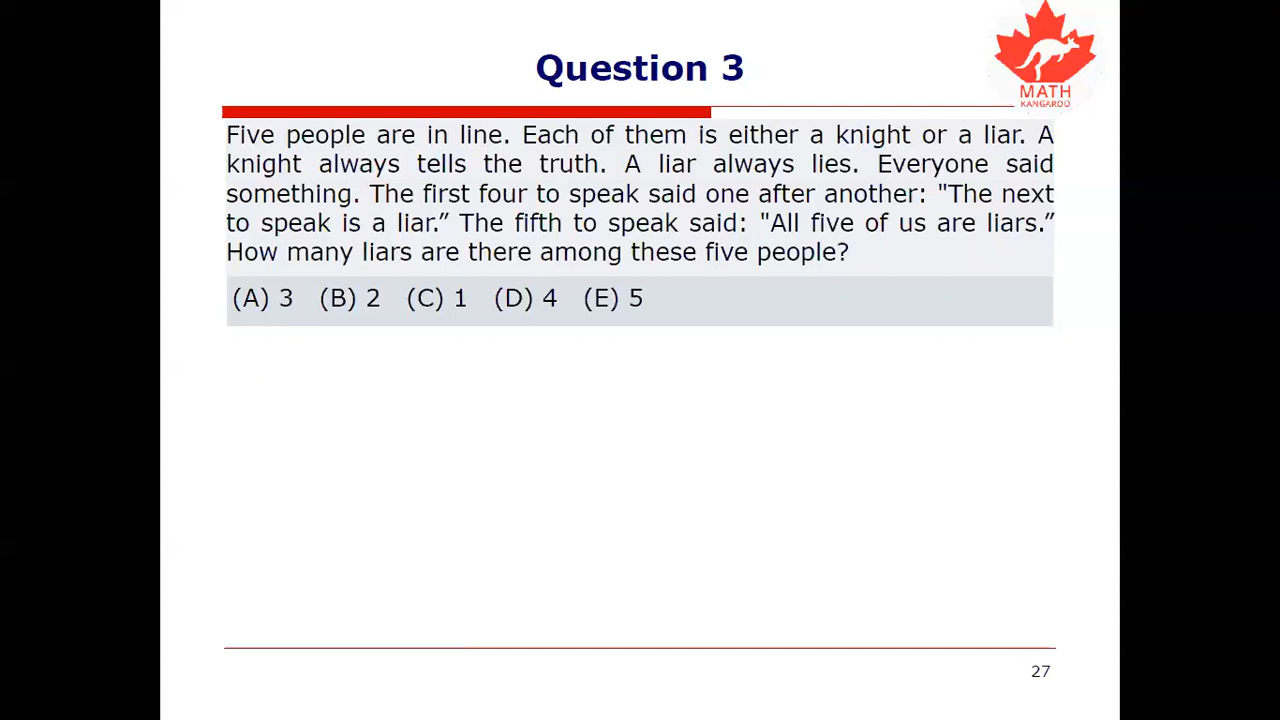 MATH
KANGAROO
Question 3
Five people are in line. Each of them is either a knight or a liar. A
knight always tells the truth. A liar always lies. Everyone said
something. The first four to speak said one after another: "The next
to speak is a liar.” The fifth to speak said: "All five of us are liars.”
How many liars are there among these five people?
(A) 3 (B) 2 (C) 1 (D) 4 (E) 5
27